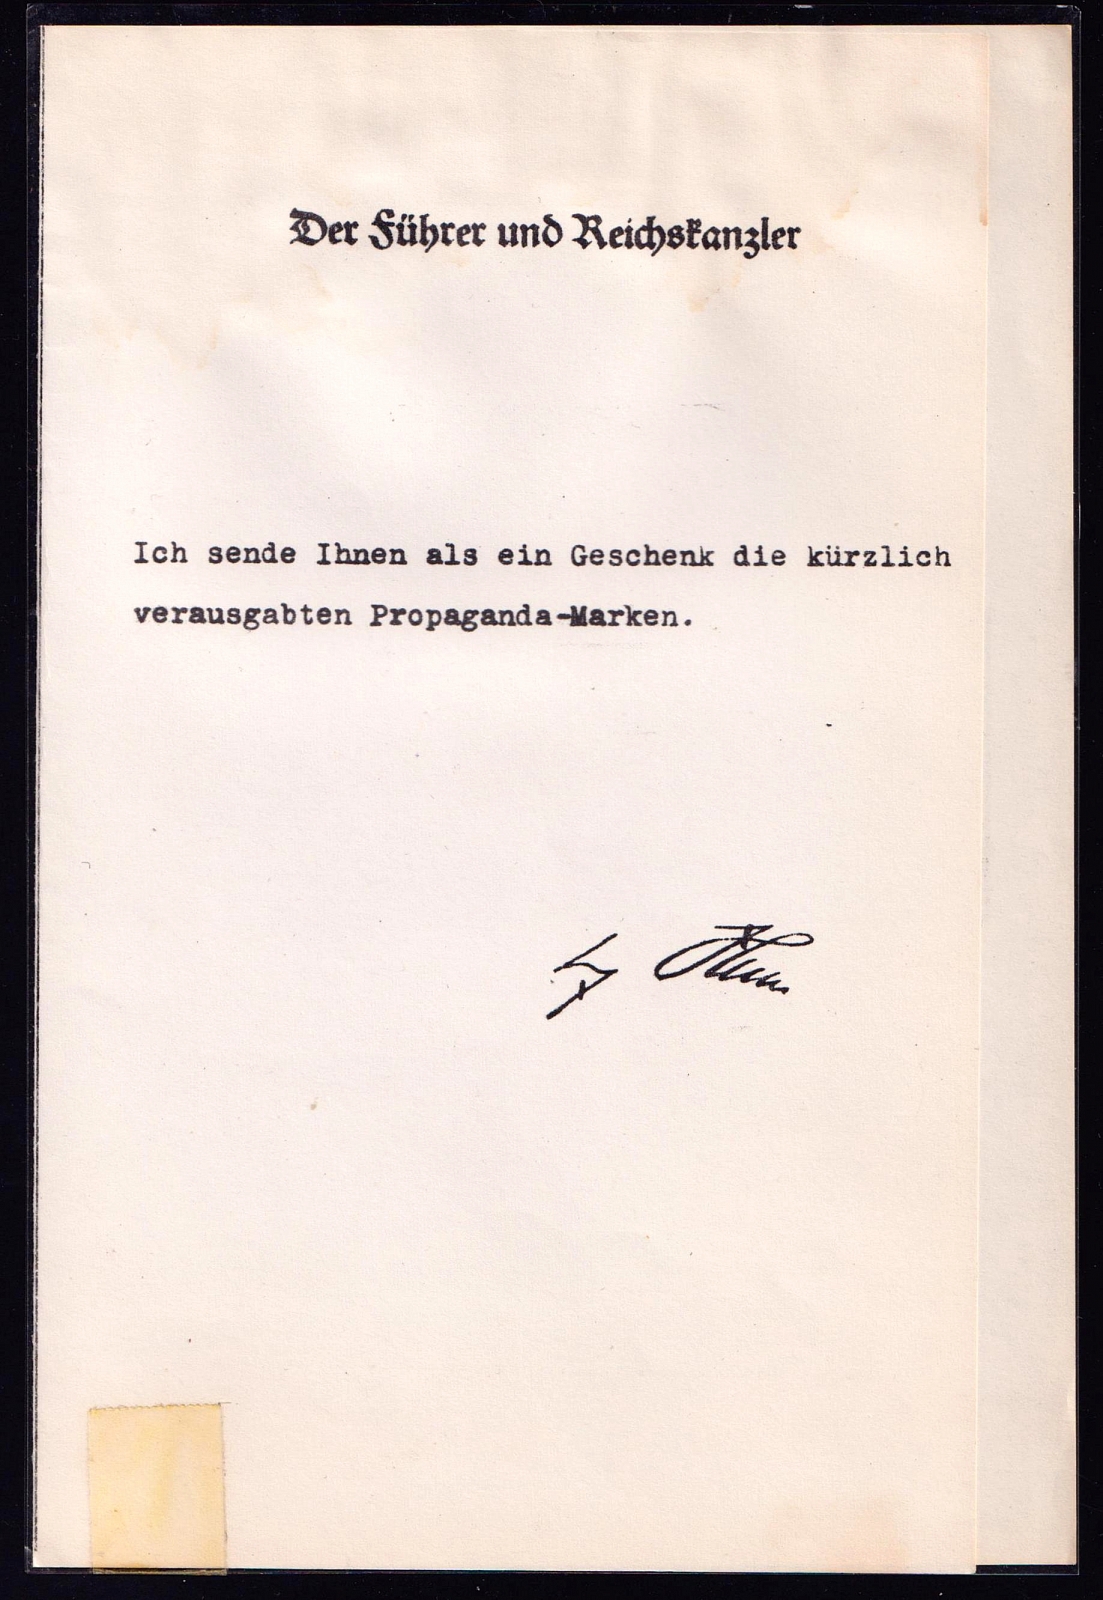 Der Führer und Reichskanzler
Ich sende Ihnen als ein Geschenk die kürzlich
verausgabten Propaganda-Marken.